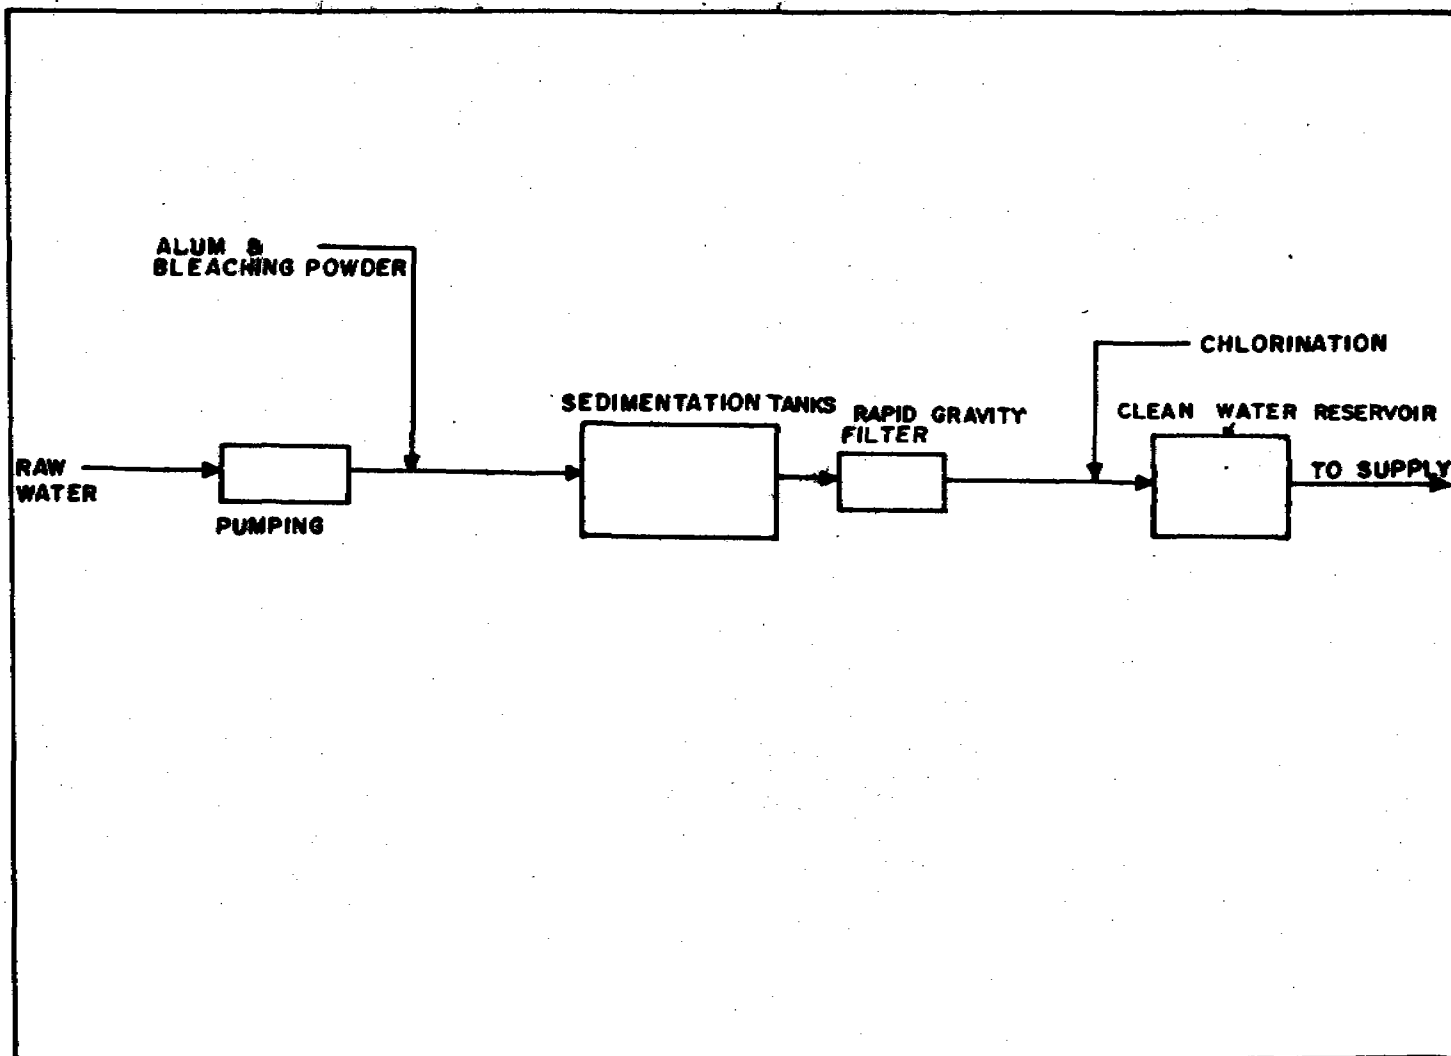 ALUM &
BLEACHING POWDER
CHLORINATION
SEDIMENTATION TANKS
RAPID GRAVITY
FILTER
CLEAN WATER RESERVOIR
RAW
WATER
PUMPING
TO SUPPLY